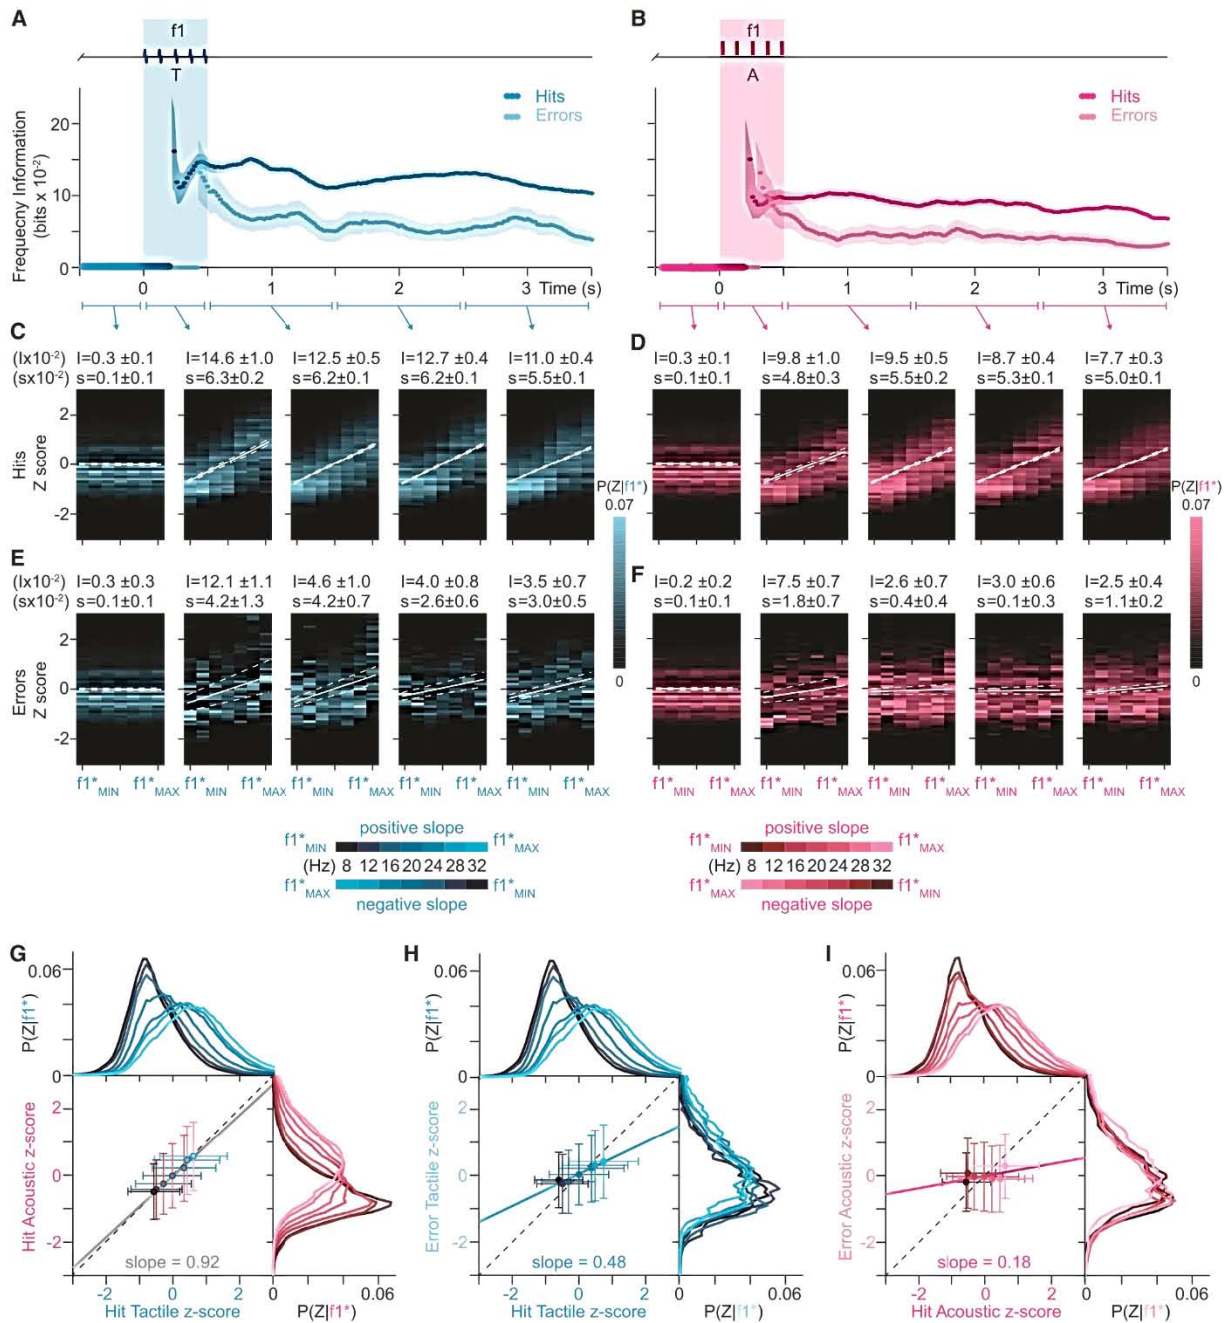 A
f1
T
Hits
Errors
20
10
0
Frequecny Information
(bits x 10-2)
0 1 2 3 Time (s)
B
f1
A
Hits
Errors
0 1 2 3 Time (s)
C
(Ix10-2) I=0.3 ±0.1 I=14.6 ±1.0 I=12.5 ±0.5 I=12.7 ±0.4 I=11.0 ±0.4
(sx10-2) s=0.1±0.1 s=6.3±0.2 s=6.2±0.1 s=6.2±0.1 s=5.5±0.1
Hits
Z score
2
0
-2
P(Z|f1*)
0.07
0
D
I=0.3 ±0.1 I=9.8 ±1.0 I=9.5 ±0.5 I=8.7 ±0.4 I=7.7 ±0.3
s=0.1±0.1 s=4.8±0.3 s=5.5±0.2 s=5.3±0.1 s=5.0±0.1
P(Z|f1*)
0.07
0
E
(Ix10-2) I=0.3 ±0.3 I=12.1 ±1.1 I=4.6 ±1.0 I=4.0 ±0.8 I=3.5 ±0.7
(sx10-2) s=0.1±0.1 s=4.2±1.3 s=4.2±0.7 s=2.6±0.6 s=3.0±0.5
Errors
Z score
2
0
-2
f1*MIN f1*MAX f1*MIN f1*MAX f1*MIN f1*MAX f1*MIN f1*MAX f1*MIN f1*MAX
F
I=0.2 ±0.2 I=7.5 ±0.7 I=2.6 ±0.7 I=3.0 ±0.6 I=2.5 ±0.4
s=0.1±0.1 s=1.8±0.7 s=0.4±0.4 s=0.1±0.3 s=1.1±0.2
f1*MIN f1*MAX f1*MIN f1*MAX f1*MIN f1*MAX f1*MIN f1*MAX f1*MIN f1*MAX
positive slope
f1*MIN f1*MAX
(Hz) 8 12 16 20 24 28 32
f1*MAX f1*MIN
negative slope
positive slope
f1*MIN f1*MAX
(Hz) 8 12 16 20 24 28 32
f1*MAX f1*MIN
negative slope
G
0.06
0
P(Z|f1*)
Hit Acoustic z-score
2
0
-2
slope = 0.92
-2 0 2
Hit Tactile z-score
0 0.06
P(Z|f1*)
H
0.06
0
P(Z|f1*)
Error Tactile z-score
2
0
-2
slope = 0.48
-2 0 2
Hit Tactile z-score
0 0.06
P(Z|f1*)
I
0.06
0
P(Z|f1*)
Error Acoustic z-score
2
0
-2
slope = 0.18
-2 0 2
Hit Acoustic z-score
0 0.06
P(Z|f1*)